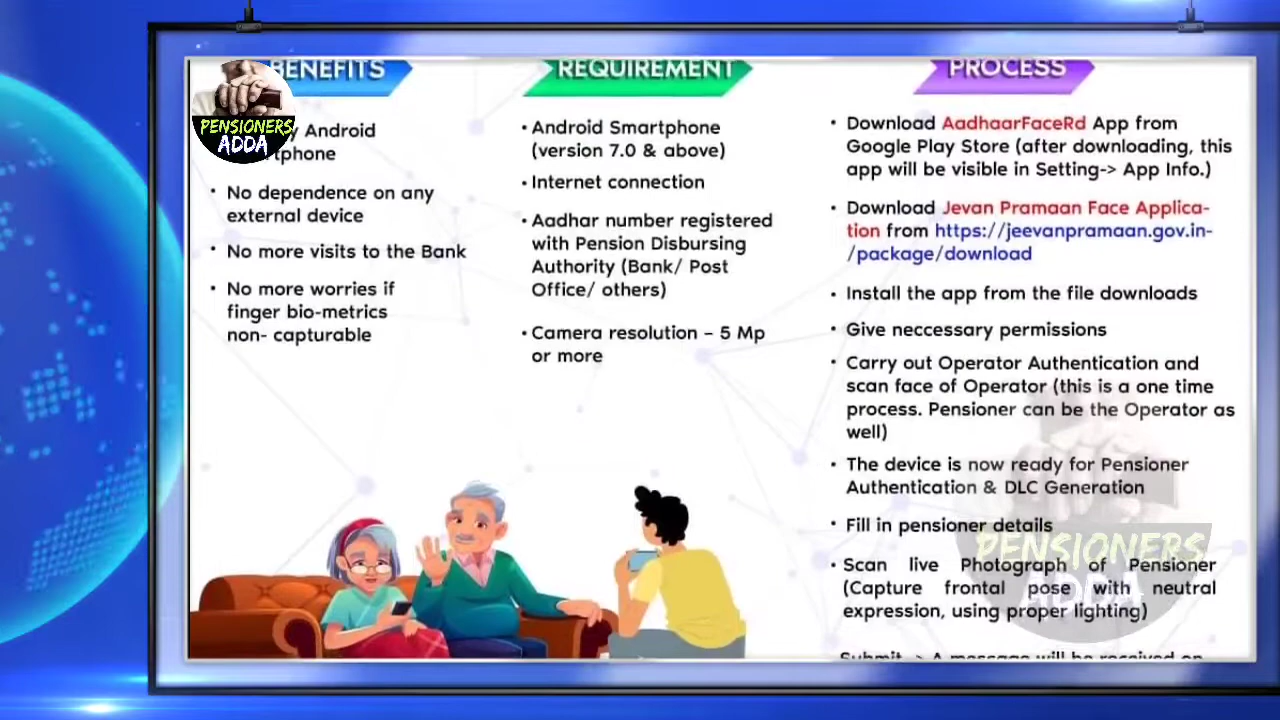 BENEFITS
PENSIONERS
ADDA
Android
No dependence on any
external device
No more visits to the Bank
No more worries if
finger bio-metrics
non- capturable
REQUIREMENT
Android Smartphone
(version 7.0 & above)
Internet connection
Aadhar number registered
with Pension Disbursing
Authority (Bank/ Post
Office/ others)
Camera resolution – 5 Mp
or more
PROCESS
Download AadhaarFaceRd App from
Google Play Store (after downloading, this
app will be visible in Setting-> App Info.)
Download Jevan Pramaan Face Applica-
tion from https://jeevanpramaan.gov.in-
/package/download
Install the app from the file downloads
Give neccessary permissions
Carry out Operator Authentication and
scan face of Operator (this is a one time
process. Pensioner can be the Operator as
well)
The device is now ready for Pensioner
Authentication & DLC Generation
Fill in pensioner details
Scan live Photograph of Pensioner
(Capture frontal pose with neutral
expression, using proper lighting)
Submit -> A message will be received on
PENSIONERS
ADDA